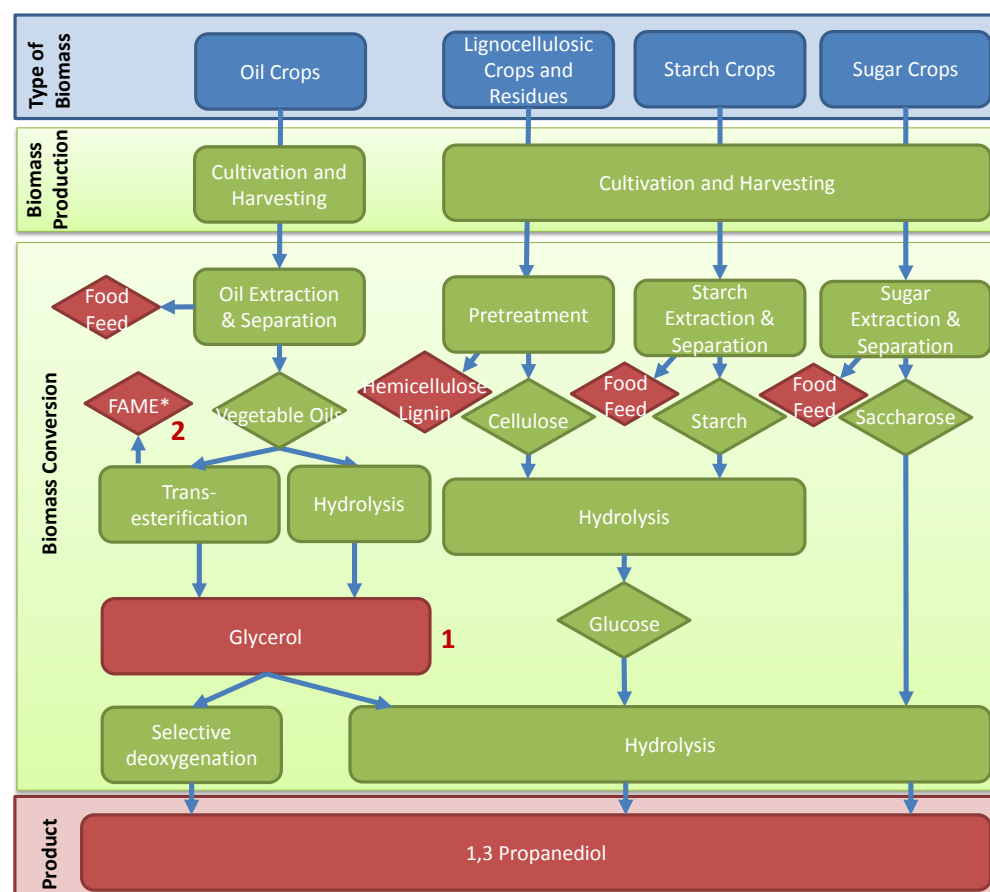 Type of
Biomass
Oil Crops
Lignocellulosic
Crops and
Residues
Starch Crops
Sugar Crops
Biomass
Production
Cultivation and
Harvesting
Cultivation and Harvesting
Biomass Conversion
Food
Feed
Oil Extraction
& Separation
Pretreatment
Starch
Extraction &
Separation
Sugar
Extraction &
Separation
FAME*
2
Vegetable Oils
Hemicellulose
Lignin
Cellulose
Food
Feed
Starch
Food
Feed
Saccharose
Trans-
esterification
Hydrolysis
Hydrolysis
Glycerol
1
Glucose
Selective
deoxygenation
Hydrolysis
Product
1,3 Propanediol